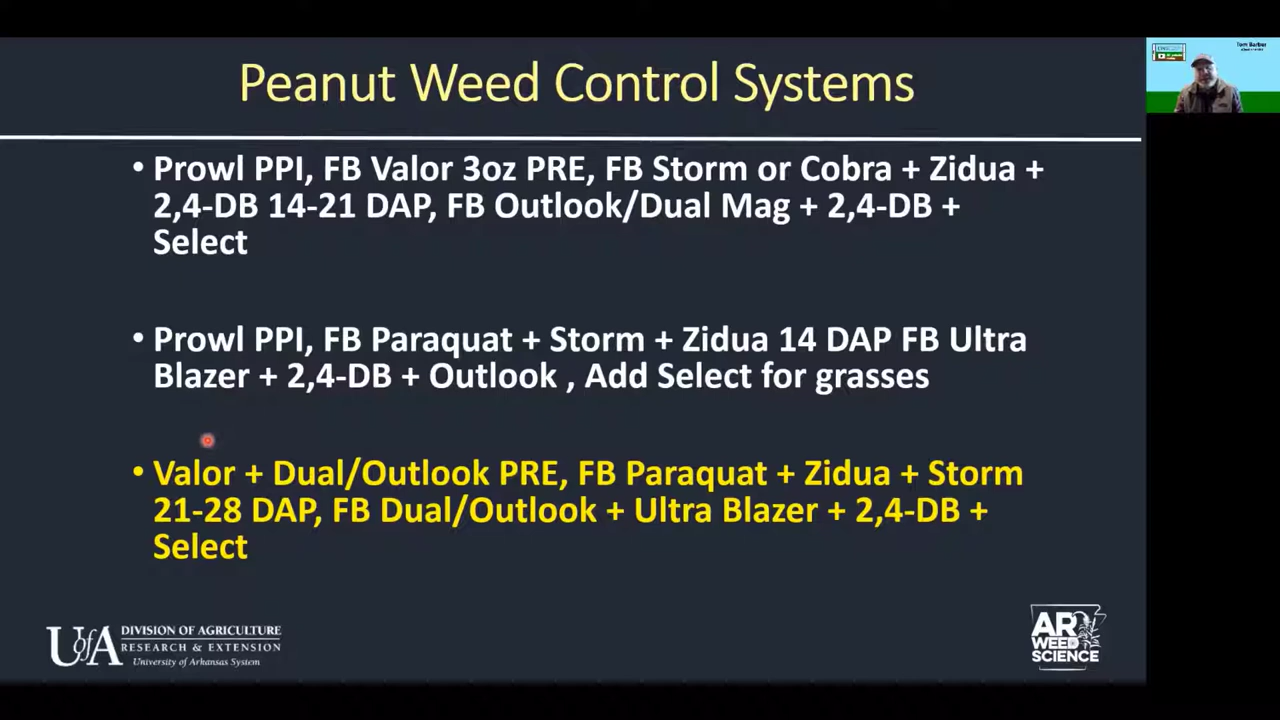 Peanut Weed Control Systems
Tom Barber
• Prowl PPI, FB Valor 3oz PRE, FB Storm or Cobra + Zidua +
2,4-DB 14-21 DAP, FB Outlook/Dual Mag + 2,4-DB +
Select
• Prowl PPI, FB Paraquat + Storm + Zidua 14 DAP FB Ultra
Blazer + 2,4-DB + Outlook , Add Select for grasses
• Valor + Dual/Outlook PRE, FB Paraquat + Zidua + Storm
21-28 DAP, FB Dual/Outlook + Ultra Blazer + 2,4-DB +
Select
UofA
DIVISION OF AGRICULTURE
RESEARCH & EXTENSION
University of Arkansas System
AR
WEED
SCIENCE